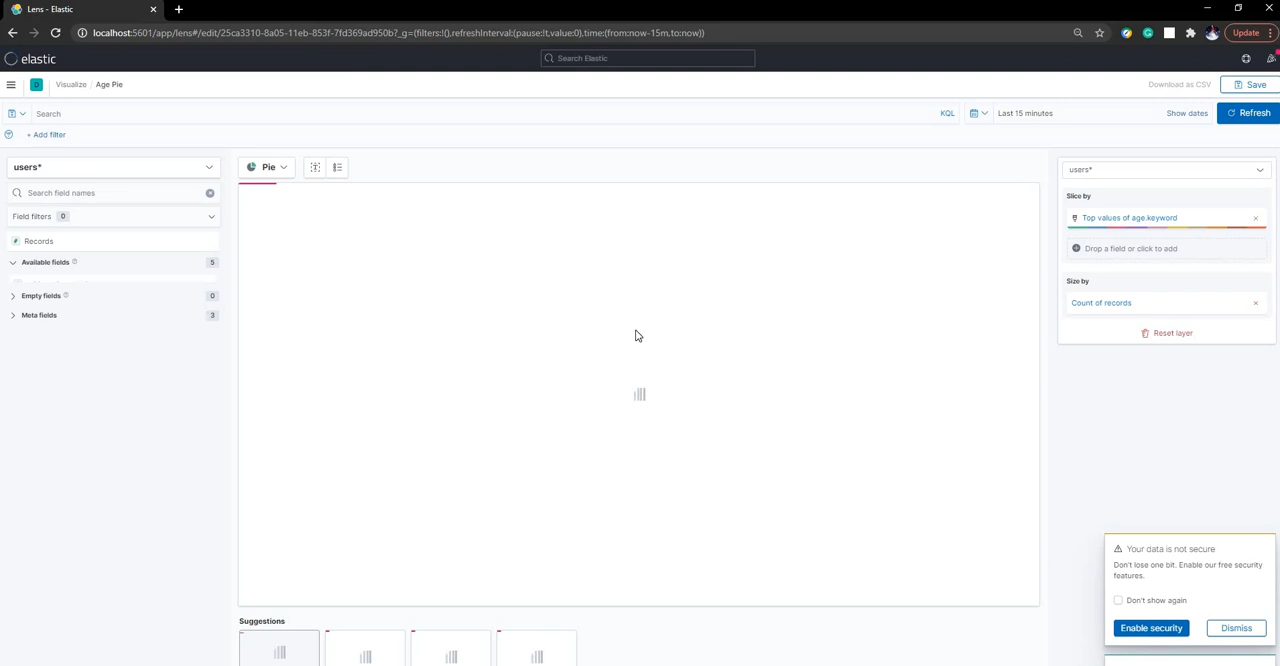 Lens - Elastic
localhost:5601/app/lens#/edit/25ca3310-8a05-11eb-853f-7fd369ad950b?_g=(filters:!(),refreshInterval:(pause:!t,value:0),time:(from:now-15m,to:now))
Update
elastic
Search Elastic
D
Visualize / Age Pie
Download as CSV
Save
Search
KQL
Last 15 minutes
Show dates
Refresh
+ Add filter
users*
Pie
users*
Search field names
Slice by
Field filters 0
Top values of age.keyword
Records
Drop a field or click to add
Available fields 5
Size by
Empty fields 0
Count of records
Meta fields 3
Reset layer
Your data is not secure
Don't lose one bit. Enable our free security
features.
Don't show again
Enable security
Dismiss
Suggestions